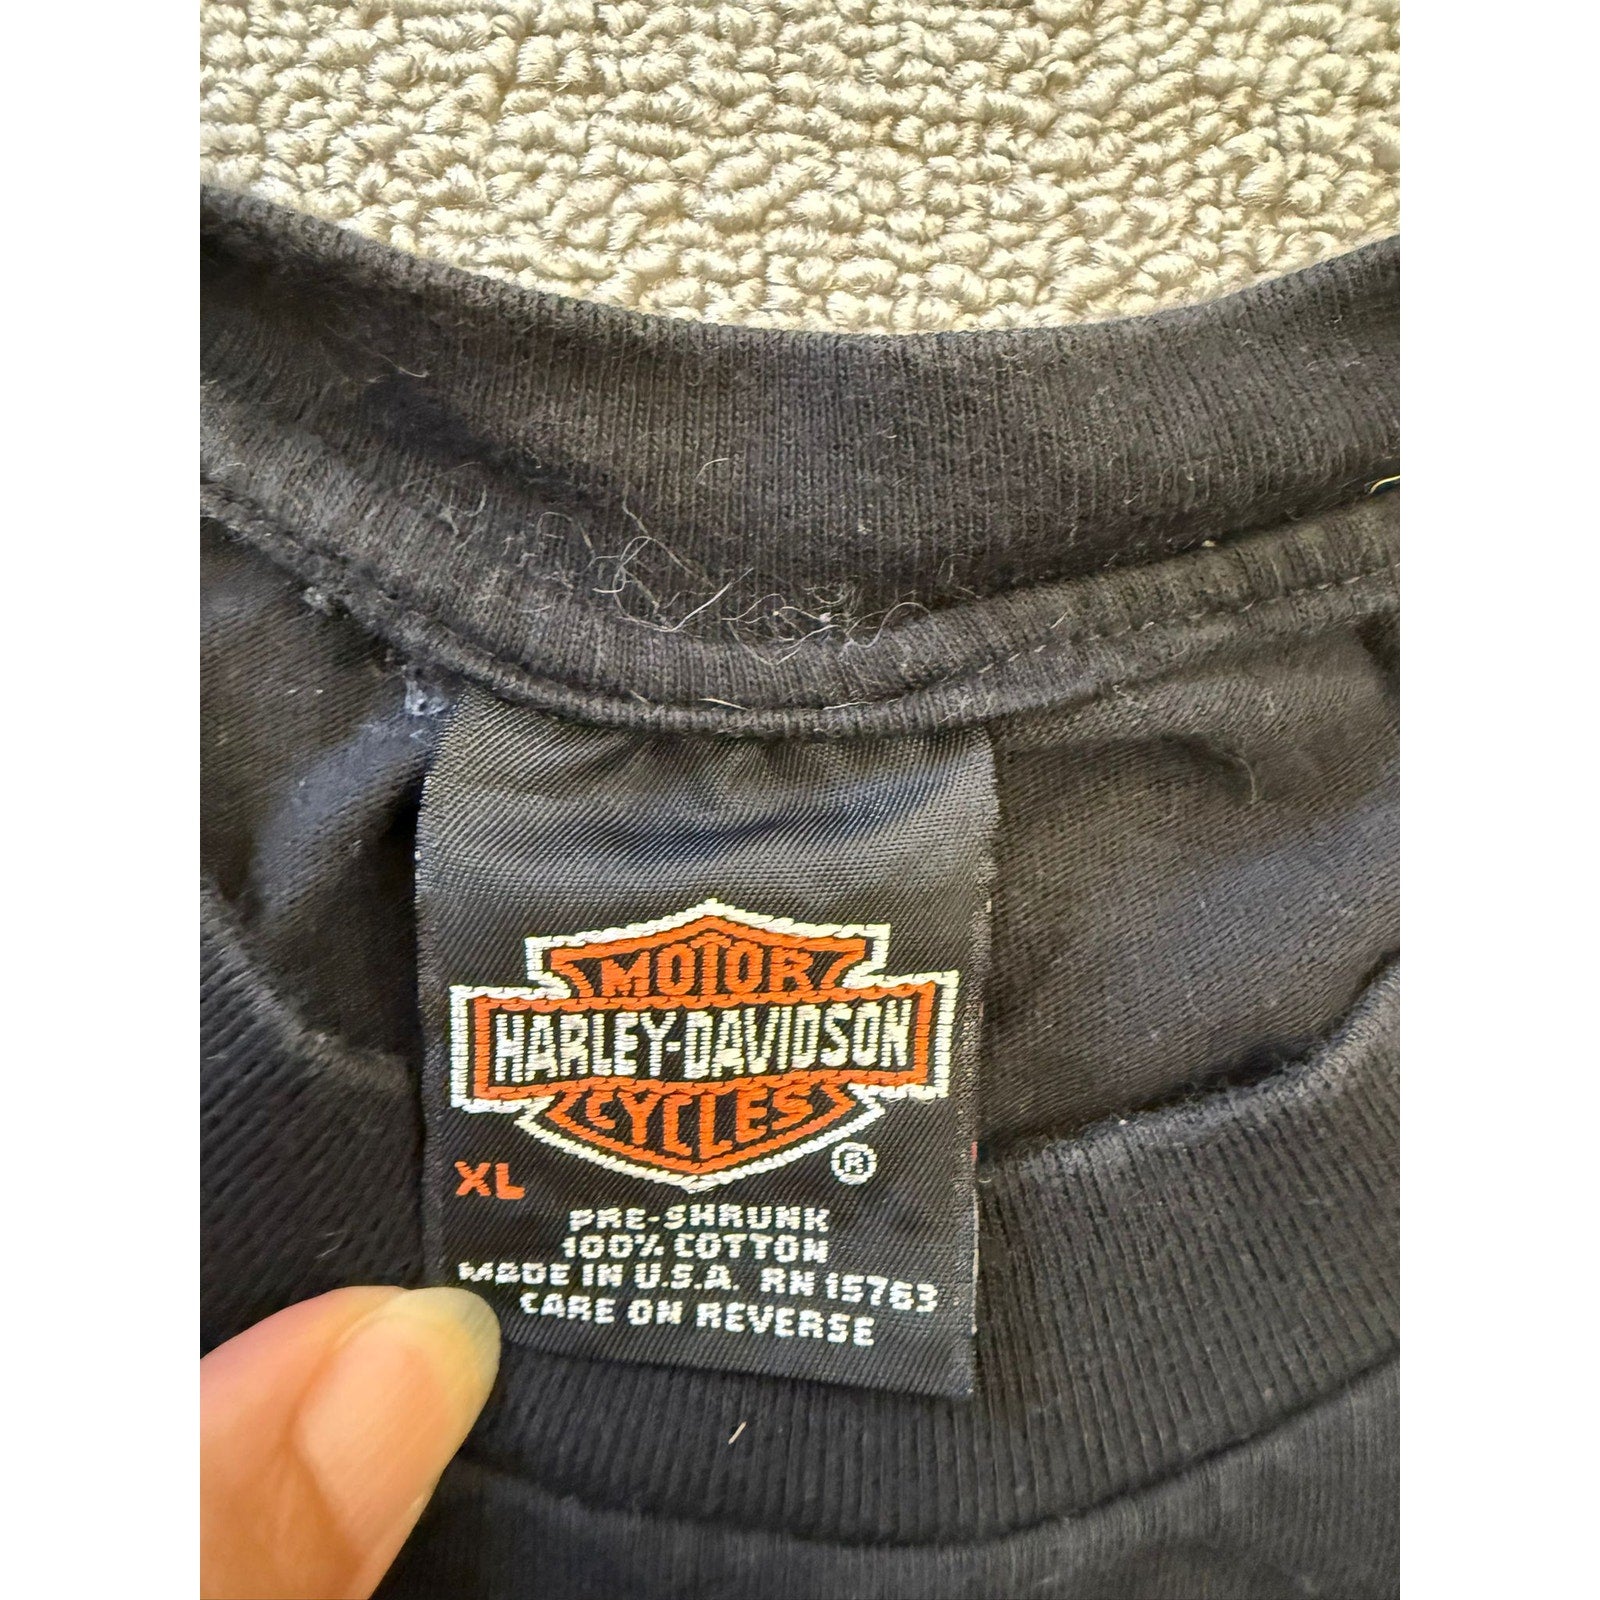 MOTOR
HARLEY-DAVIDSON
CYCLES
®
XL
PRE-SHRUNK
100% COTTON
MADE IN U.S.A. RN 15763
CARE ON REVERSE